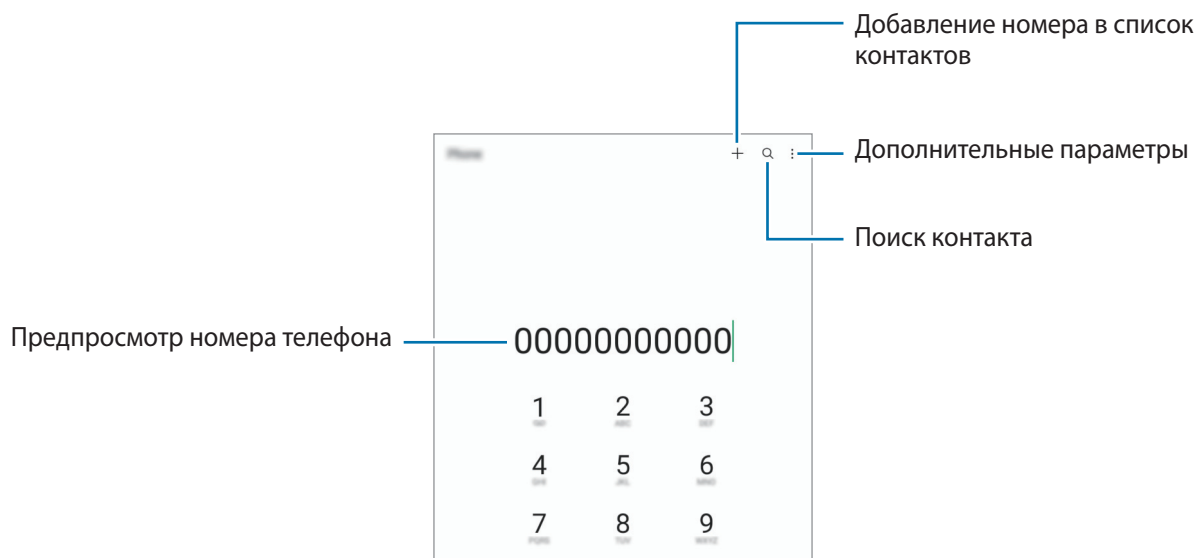 Добавление номера в список
контактов
Phone
Дополнительные параметры
Поиск контакта
Предпросмотр номера телефона
00000000000
1 2 3
ABC DEF
4 5 6
GHI JKL MNO
7 8 9
PQRS TUV WXYZ